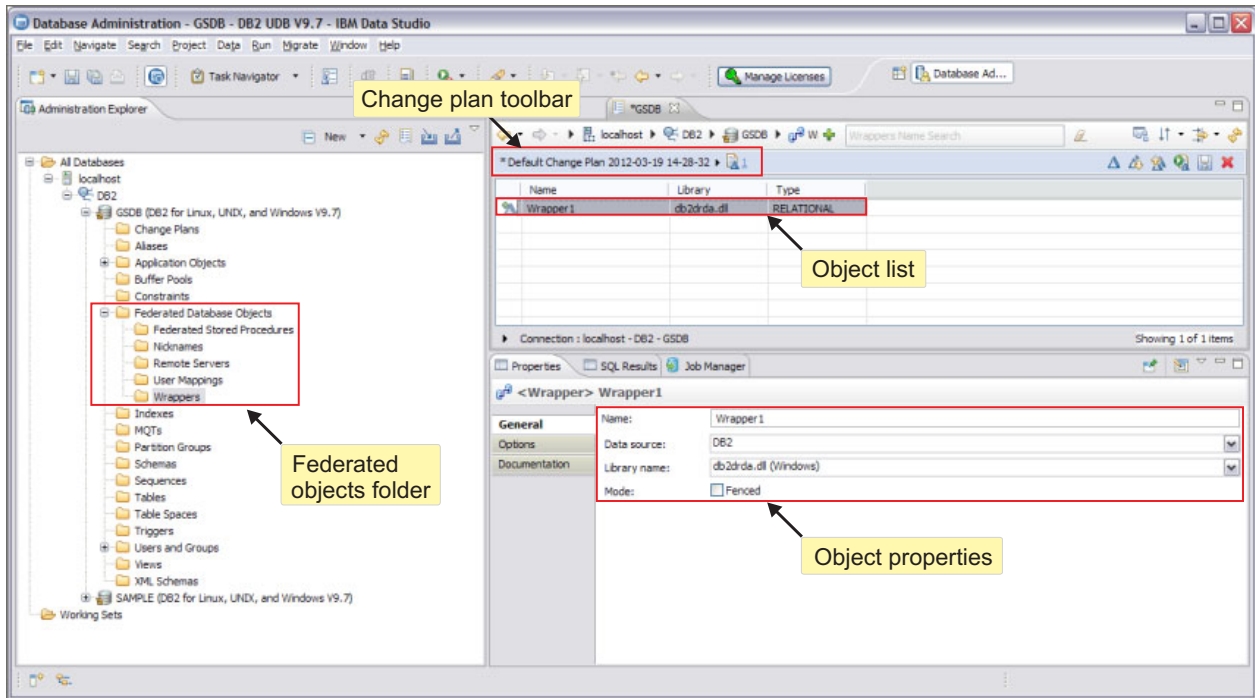 Database Administration - GSDB - DB2 UDB V9.7 - IBM Data Studio
File Edit Navigate Search Project Data Run Migrate Window Help
Task Navigator
Manage Licenses
Database Ad...
Change plan toolbar
Administration Explorer
*GSDB
New
localhost
DB2
GSDB
W
Wrappers Name Search
All Databases
localhost
DB2
GSDB (DB2 for Linux, UNIX, and Windows V9.7)
Change Plans
Aliases
Application Objects
Buffer Pools
Constraints
Federated Database Objects
Federated Stored Procedures
Nicknames
Remote Servers
User Mappings
Wrappers
Indexes
MQTs
Partition Groups
Schemas
Sequences
Tables
Table Spaces
Triggers
Users and Groups
Views
XML Schemas
SAMPLE (DB2 for Linux, UNIX, and Windows V9.7)
Working Sets
Federated
objects folder
* Default Change Plan 2012-03-19 14-28-32 1
Name Library Type
Wrapper1 db2drda.dll RELATIONAL
Object list
Connection : localhost - DB2 - GSDB
Showing 1 of 1 items
Properties SQL Results Job Manager
<Wrapper> Wrapper1
General
Options
Documentation
Name: Wrapper1
Data source: DB2
Library name: db2drda.dll (Windows)
Mode: Fenced
Object properties